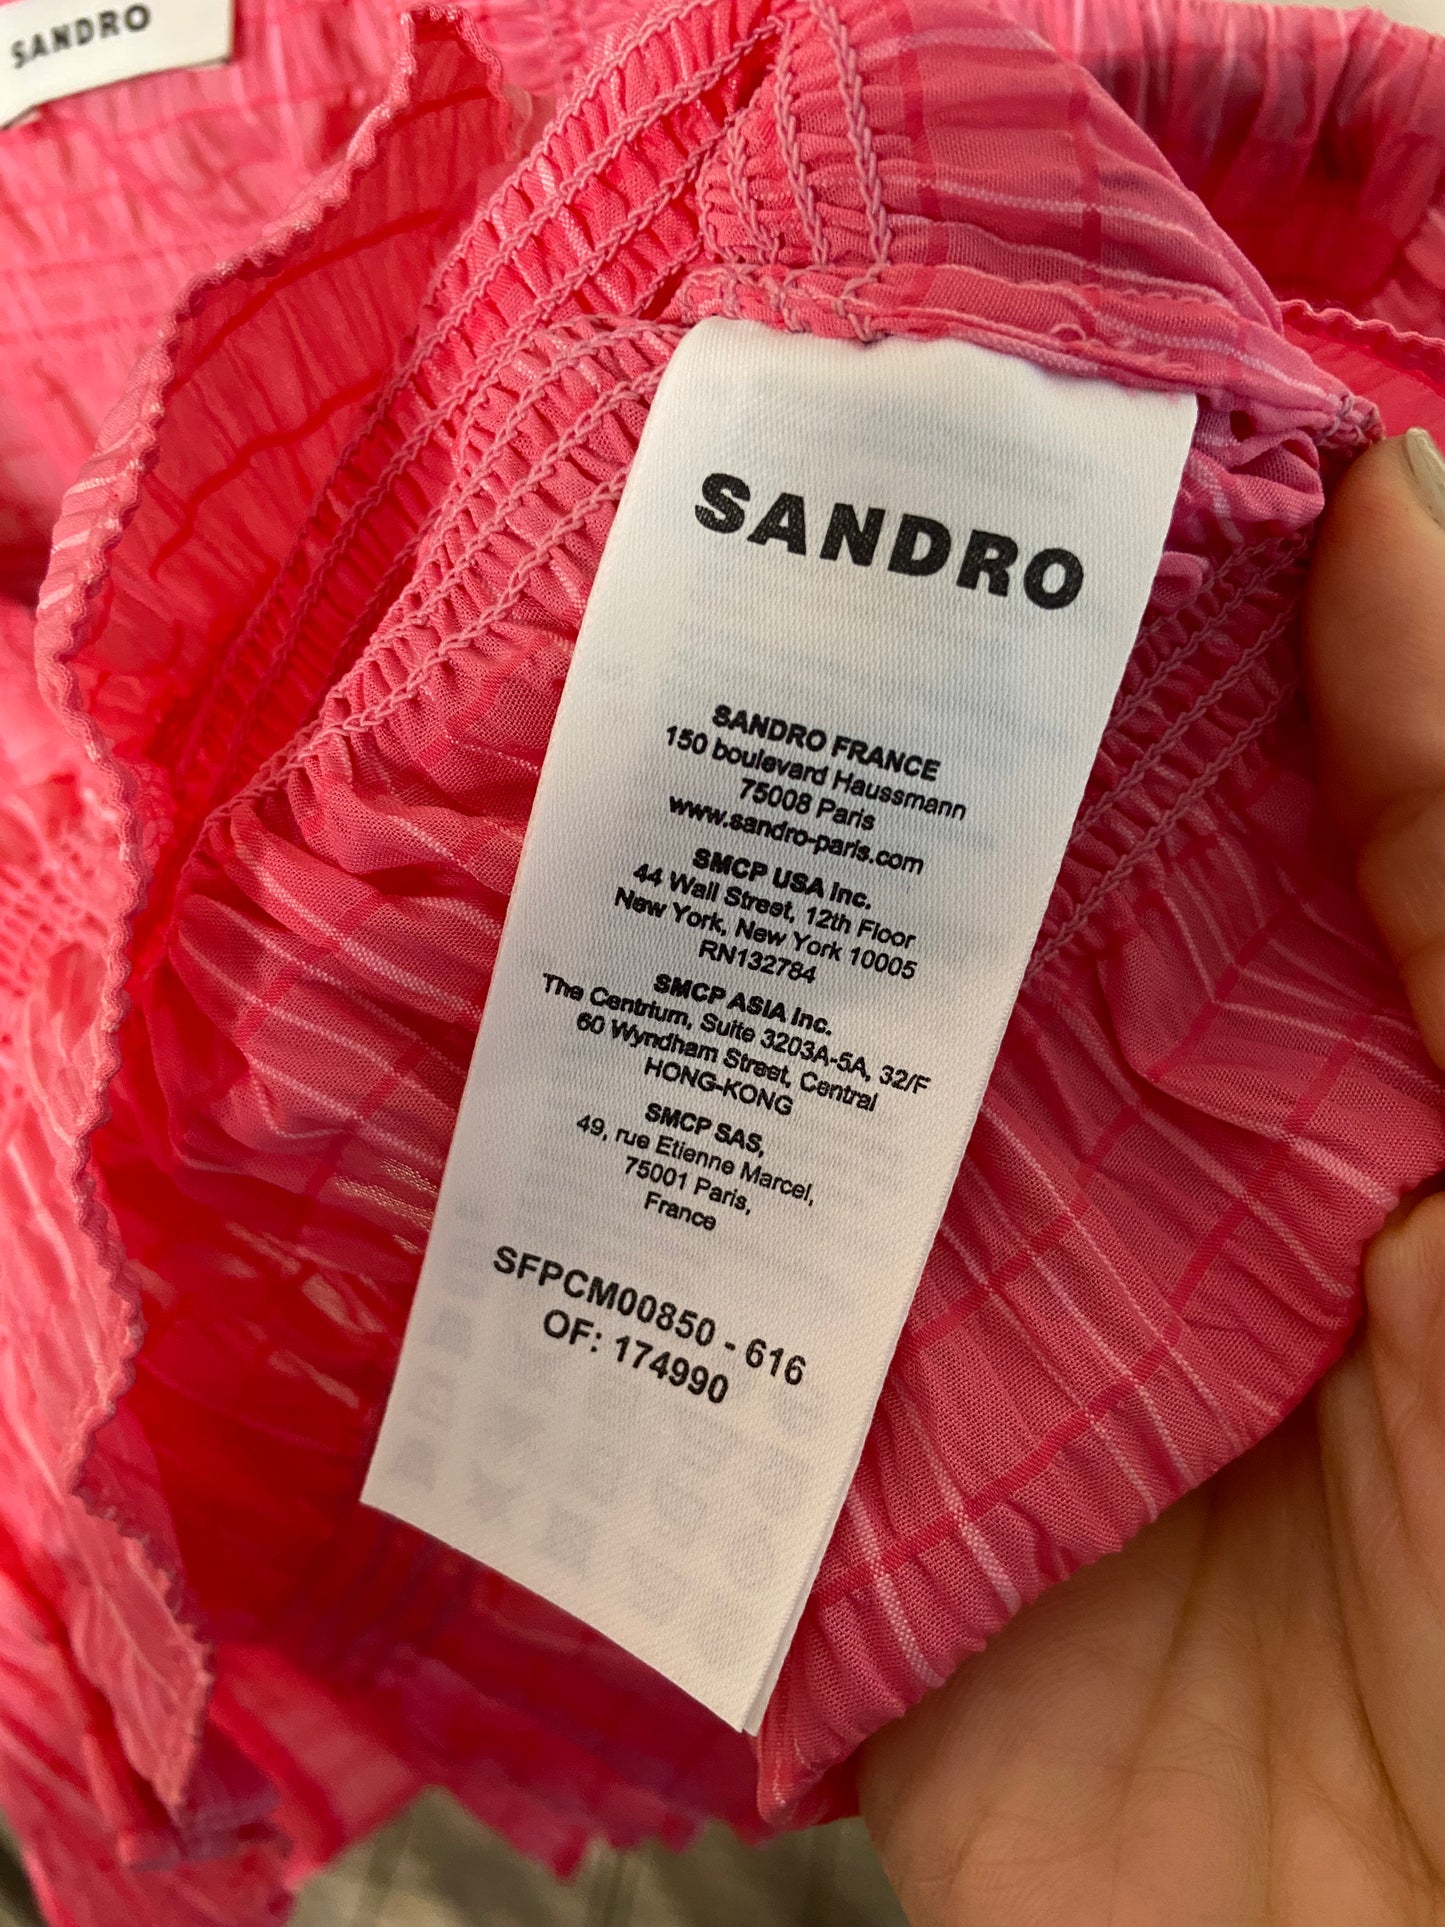 SANDRO
SANDRO
SANDRO FRANCE
150 boulevard Haussmann
75008 Paris
www.sandro-paris.com
SMCP USA Inc.
44 Wall Street, 12th Floor
New York, New York 10005
RN132784
SMCP ASIA Inc.
The Centrium, Suite 3203A-5A, 32/F
60 Wyndham Street, Central
HONG-KONG
SMCP SAS,
49, rue Etienne Marcel,
75001 Paris,
France
SFPCM00850 - 616
OF: 174990